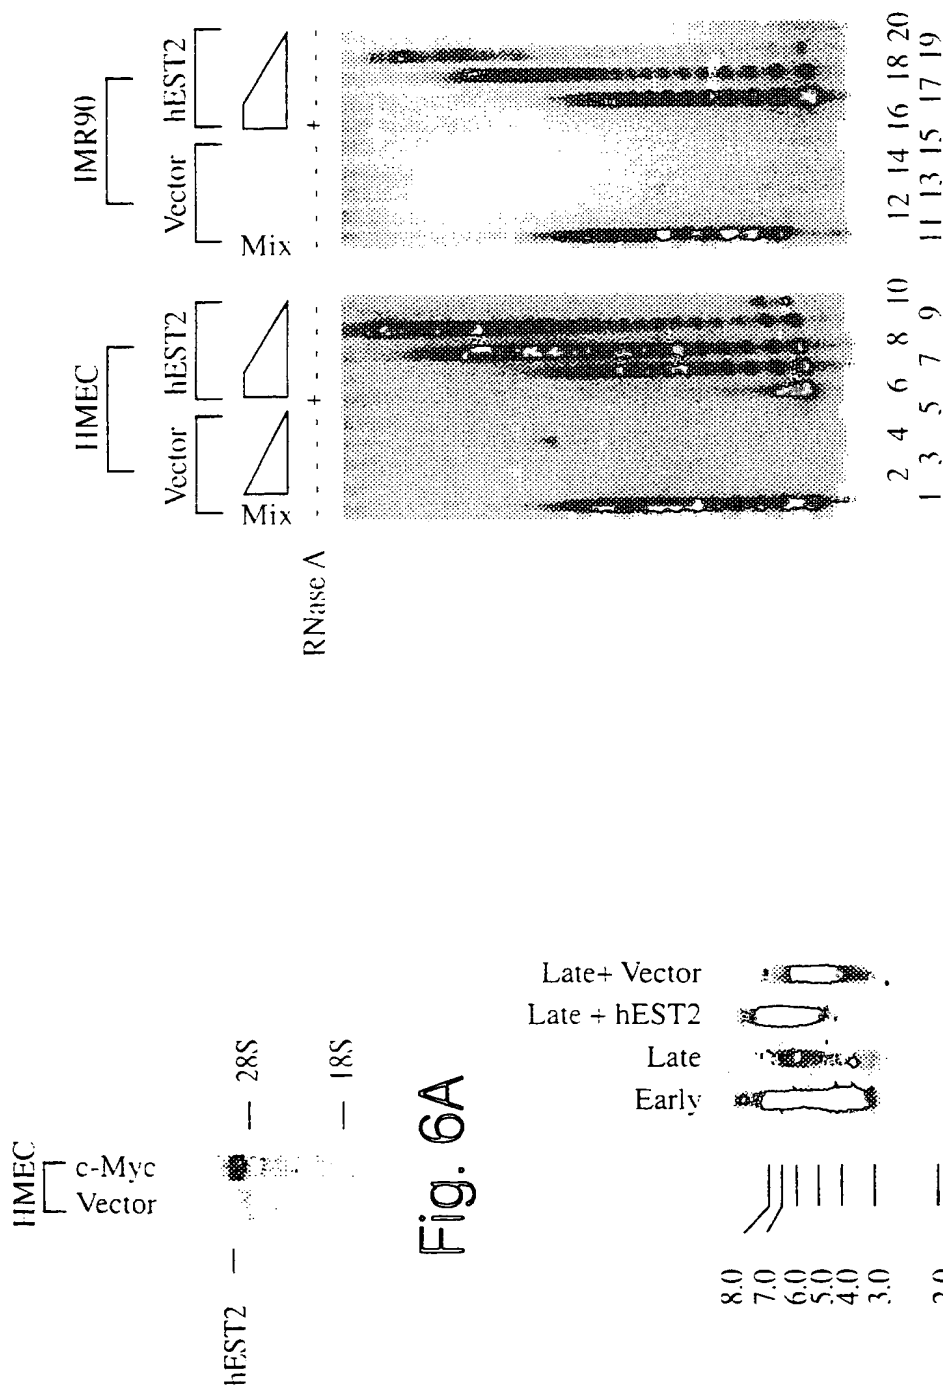 HMEC
Vector
hEST2
Mix
RNase A
- - - - + - - - -
1 2 3 4 5 6 7 8 9 10
IMR90
Vector
hEST2
Mix
- - - - + - - - -
11 12 13 14 15 16 17 18 19 20
HMEC
c-Myc
Vector
hEST2
28S
18S
Fig. 6A
Late+ Vector
Late + hEST2
Late
Early
8.0
7.0
6.0
5.0
4.0
3.0
2.0